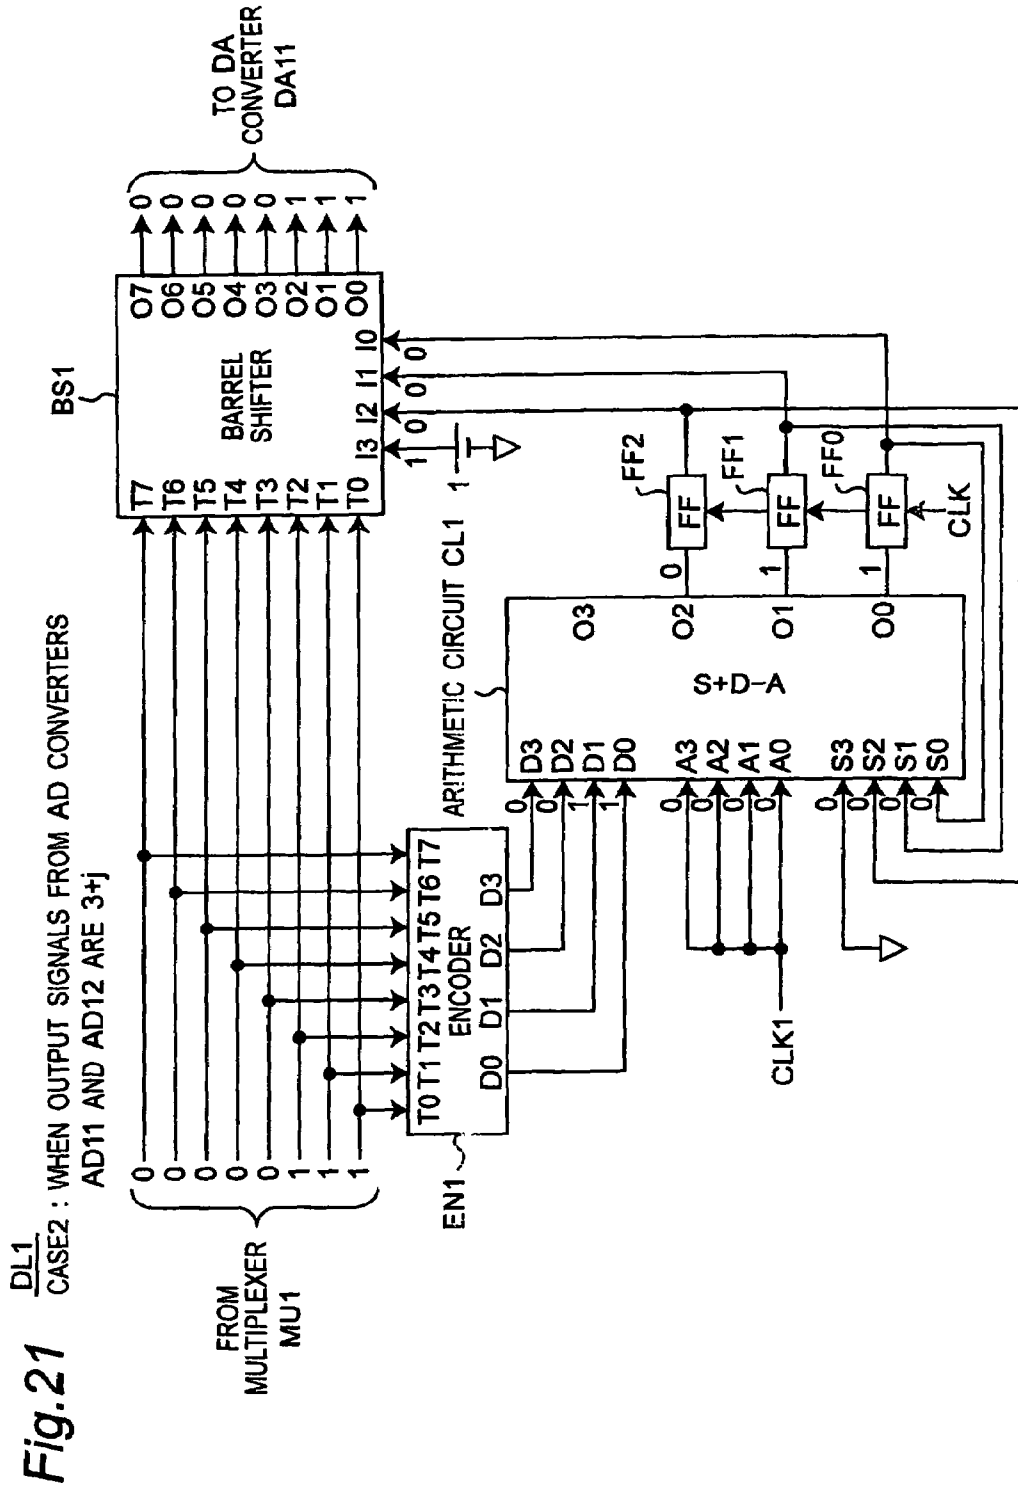 Fig.21
DL1
CASE2 : WHEN OUTPUT SIGNALS FROM AD CONVERTERS
AD11 AND AD12 ARE 3+j
FROM
MULTIPLEXER
MU1
0
0
0
0
0
1
1
1
EN1
T0 T1 T2 T3 T4 T5 T6 T7
ENCODER
D0 D1 D2 D3
BS1
T7
T6
T5
T4
T3
T2
T1
T0
BARREL
SHIFTER
O7
O6
O5
O4
O3
O2
O1
O0
I3 I2 I1 I0
1 0 0 0
1
0
0
0
0
0
1
1
1
TO DA
CONVERTER
DA11
ARITHMETIC CIRCUIT CL1
0 D3
0 D2
1 D1
1 D0
0 A3
0 A2
0 A1
0 A0
0 S3
0 S2
0 S1
0 S0
S+D-A
O3
O2 0
O1 1
O0 1
FF FF2
FF FF1
FF FF0
CLK
CLK1